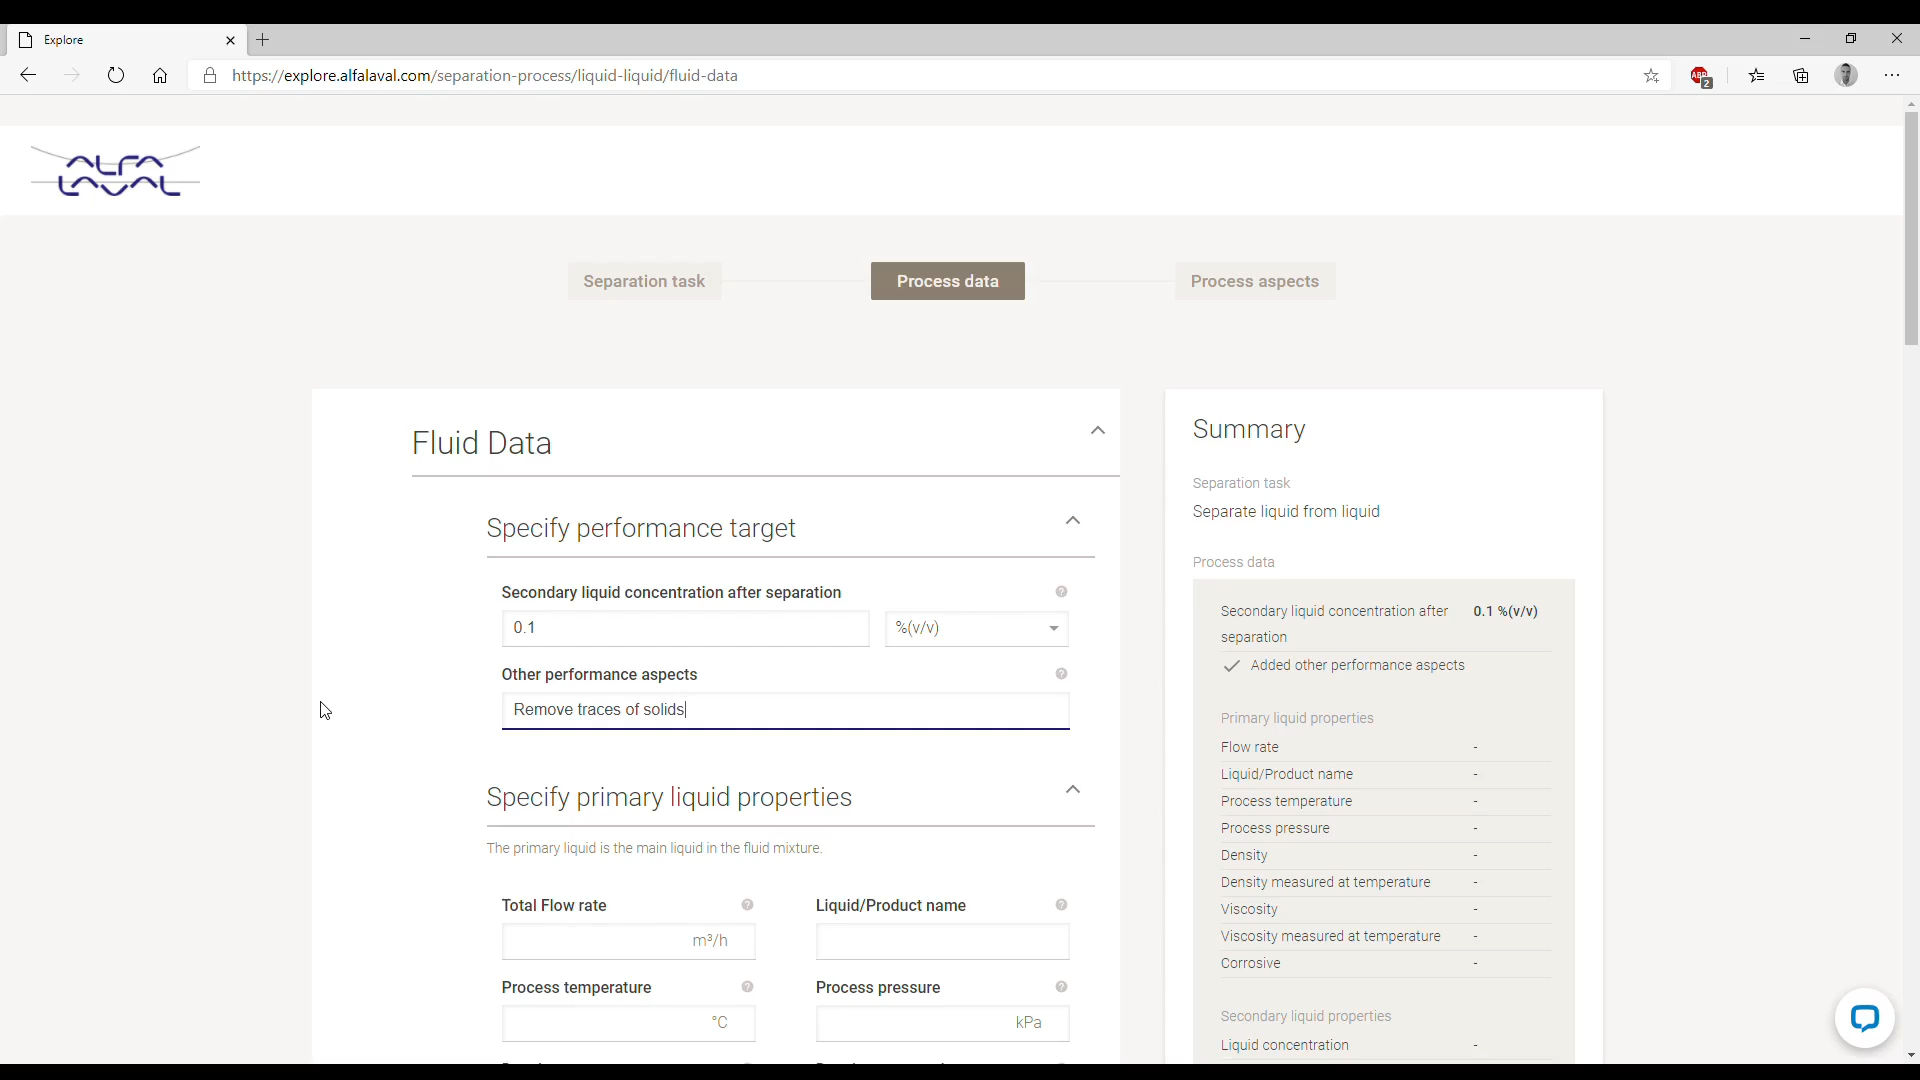 Explore
https://explore.alfalaval.com/separation-process/liquid-liquid/fluid-data
ABP
2
ALFA
LAVAL
Separation task
Process data
Process aspects
Fluid Data
Specify performance target
Secondary liquid concentration after separation
0.1
%(v/v)
Other performance aspects
Remove traces of solids
Specify primary liquid properties
The primary liquid is the main liquid in the fluid mixture.
Total Flow rate
Liquid/Product name
m³/h
Process temperature
Process pressure
°C
kPa
Summary
Separation task
Separate liquid from liquid
Process data
Secondary liquid concentration after 0.1 %(v/v)
separation
Added other performance aspects
Primary liquid properties
Flow rate -
Liquid/Product name -
Process temperature -
Process pressure -
Density -
Density measured at temperature -
Viscosity -
Viscosity measured at temperature -
Corrosive -
Secondary liquid properties
Liquid concentration -